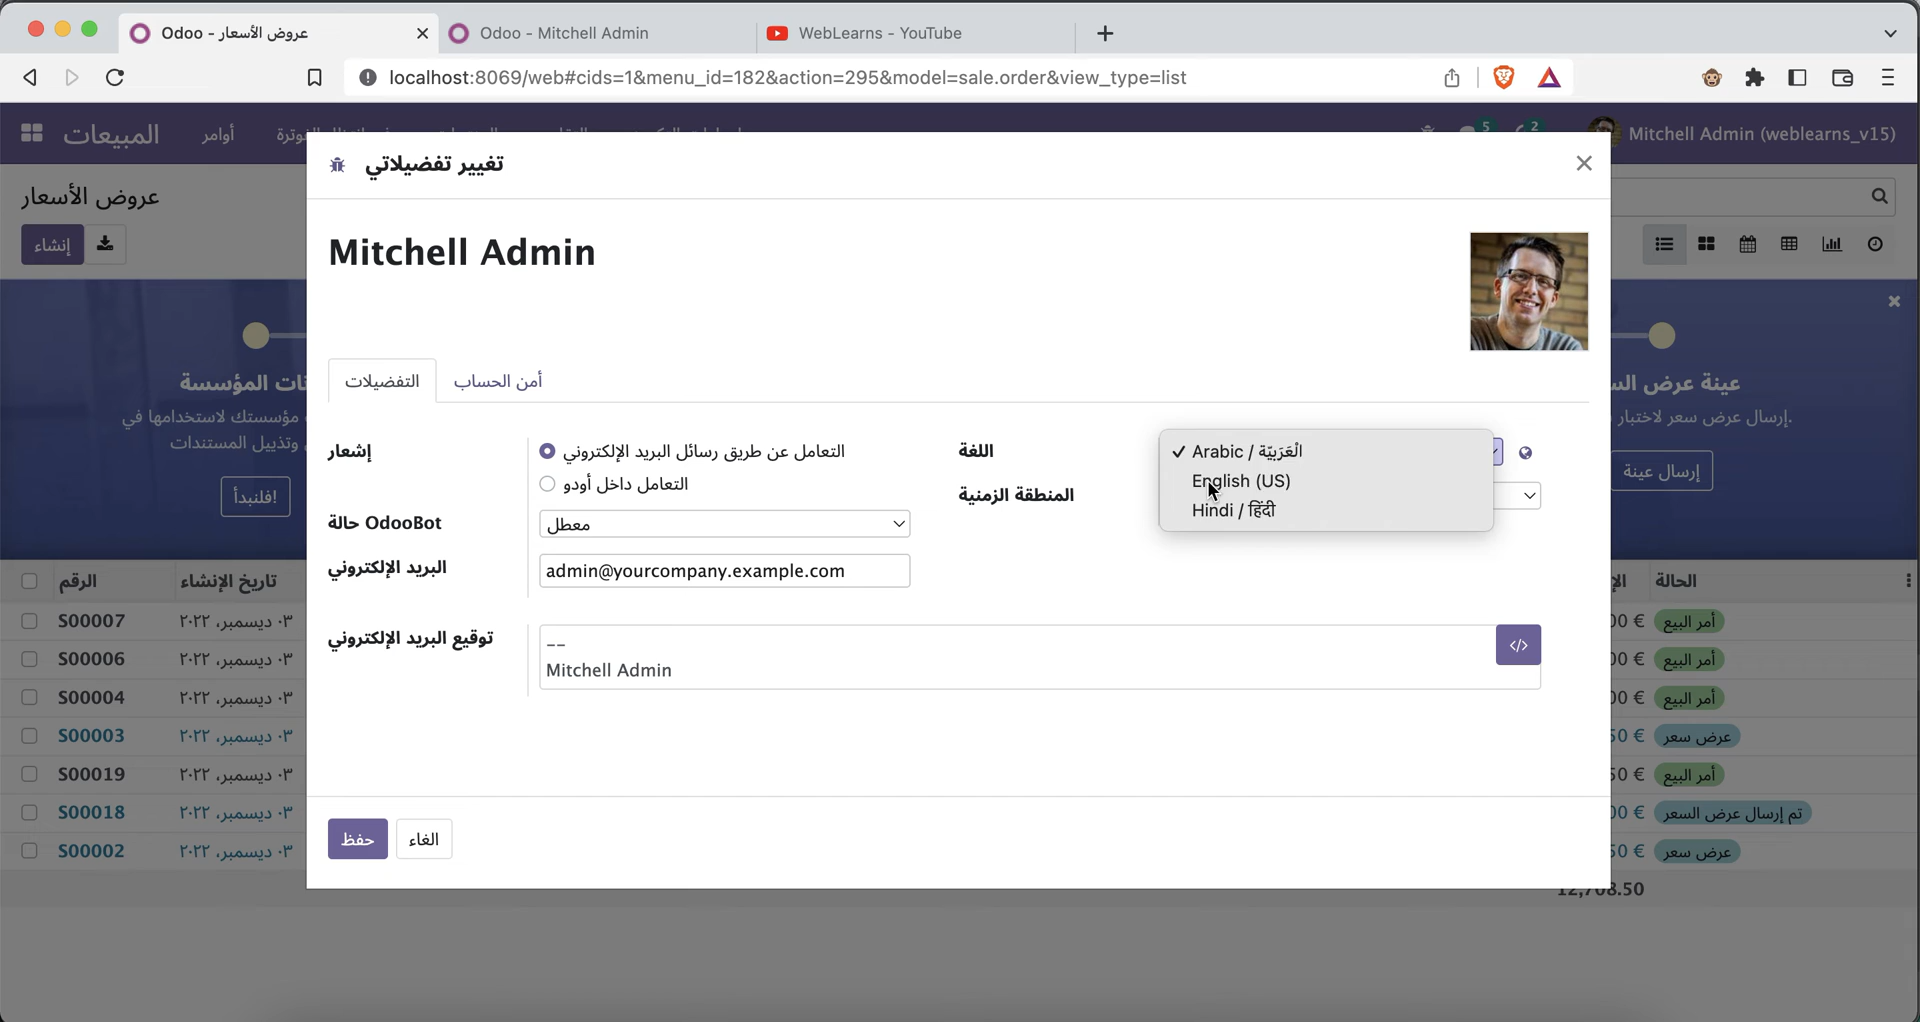 Odoo - عروض الأسعار
Odoo - Mitchell Admin
WebLearns - YouTube
localhost:8069/web#cids=1&menu_id=182&action=295&model=sale.order&view_type=list
المبيعات
أوامر
5
2
Mitchell Admin (weblearns_v15)
عروض الأسعار
إنشاء
تغيير تفضيلاتي
Mitchell Admin
التفضيلات
أمن الحساب
إشعار
التعامل عن طريق رسائل البريد الإلكتروني
التعامل داخل أودو
حالة OdooBot
معطل
البريد الإلكتروني
admin@yourcompany.example.com
اللغة
✓ Arabic / الْعَرَبيّة
English (US)
Hindi / हिंदी
المنطقة الزمنية
توقيع البريد الإلكتروني
--
Mitchell Admin
</>
حفظ
الغاء
المؤسسة
مؤسستك لاستخدامها في
وتذييل المستندات
فلنبدأ!
عينة عرض
إرسال عرض سعر لاختبار.
إرسال عينة
الرقم
تاريخ الإنشاء
الحالة
S00007
٠٣ ديسمبر، ٢٠٢٢
أمر البيع
S00006
٠٣ ديسمبر، ٢٠٢٢
أمر البيع
S00004
٠٣ ديسمبر، ٢٠٢٢
أمر البيع
S00003
٠٣ ديسمبر، ٢٠٢٢
عرض سعر
S00019
٠٣ ديسمبر، ٢٠٢٢
أمر البيع
S00018
٠٣ ديسمبر، ٢٠٢٢
تم إرسال عرض السعر
S00002
٠٣ ديسمبر، ٢٠٢٢
عرض سعر
12,708.50